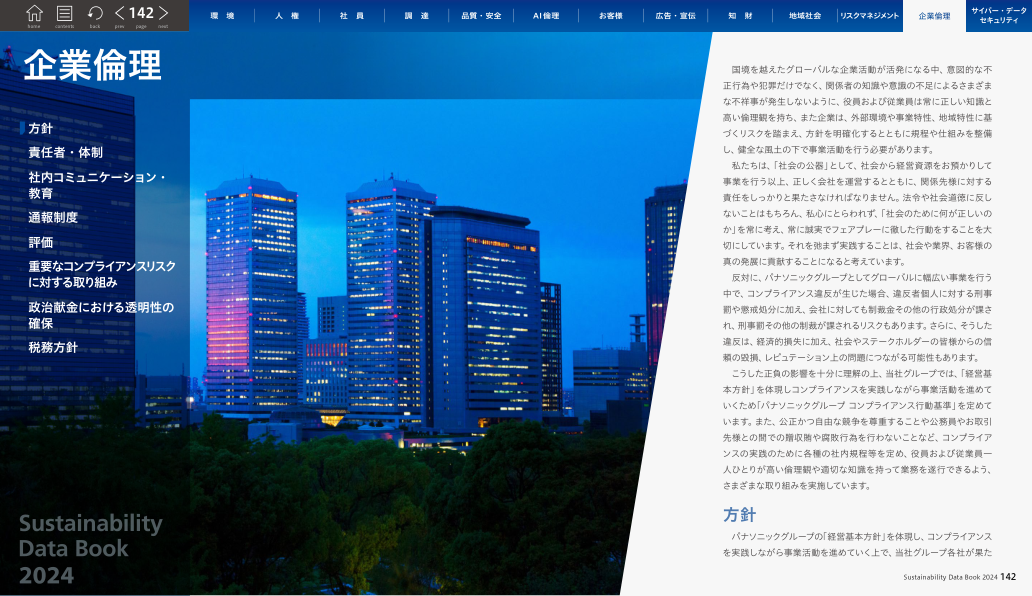 142
home
contents
back
prev
page
next
環 境
人 権
社 員
調 達
品質・安全
AI倫理
お客様
広告・宣伝
知 財
地域社会
リスクマネジメント
企業倫理
サイバー・データ
セキュリティ
企業倫理
方針
責任者・体制
社内コミュニケーション・
教育
通報制度
評価
重要なコンプライアンスリスク
に対する取り組み
政治献金における透明性の
確保
税務方針
Sustainability
Data Book
2024
国境を越えたグローバルな企業活動が活発になる中、意図的な不
正行為や犯罪だけでなく、関係者の知識や意識の不足によるさまざま
な不祥事が発生しないように、役員および従業員は常に正しい知識と
高い倫理観を持ち、また企業は、外部環境や事業特性、地域特性に基
づくリスクを踏まえ、方針を明確化するとともに規程や仕組みを整備
し、健全な風土の下で事業活動を行う必要があります。
私たちは、「社会の公器」として、社会から経営資源をお預かりして
事業を行う以上、正しく会社を運営するとともに、関係先様に対する
責任をしっかりと果たさなければなりません。法令や社会道徳に反し
ないことはもちろん、私心にとらわれず、「社会のために何が正しいの
か」を常に考え、常に誠実でフェアプレーに徹した行動をすることを大
切にしています。それを弛まず実践することは、社会や業界、お客様の
真の発展に貢献することになると考えています。
反対に、パナソニックグループとしてグローバルに幅広い事業を行う
中で、コンプライアンス違反が生じた場合、違反者個人に対する刑事
罰や懲戒処分に加え、会社に対しても制裁金その他の行政処分が課さ
れ、刑事罰その他の制裁が課されるリスクもあります。さらに、そうした
違反は、経済的損失に加え、社会やステークホルダーの皆様からの信
頼の毀損、レピュテーション上の問題につながる可能性もあります。
こうした正負の影響を十分に理解の上、当社グループでは、「経営基
本方針」を体現しコンプライアンスを実践しながら事業活動を進めて
いくため「パナソニックグループ コンプライアンス行動基準」を定めて
います。また、公正かつ自由な競争を尊重することや公務員やお取引
先様との間での贈収賄や腐敗行為を行わないことなど、コンプライア
ンスの実践のために各種の社内規程等を定め、役員および従業員一
人ひとりが高い倫理観や適切な知識を持って業務を遂行できるよう、
さまざまな取り組みを実施しています。
方針
パナソニックグループの「経営基本方針」を体現し、コンプライアンス
を実践しながら事業活動を進めていく上で、当社グループ各社が果た
Sustainability Data Book 2024 142